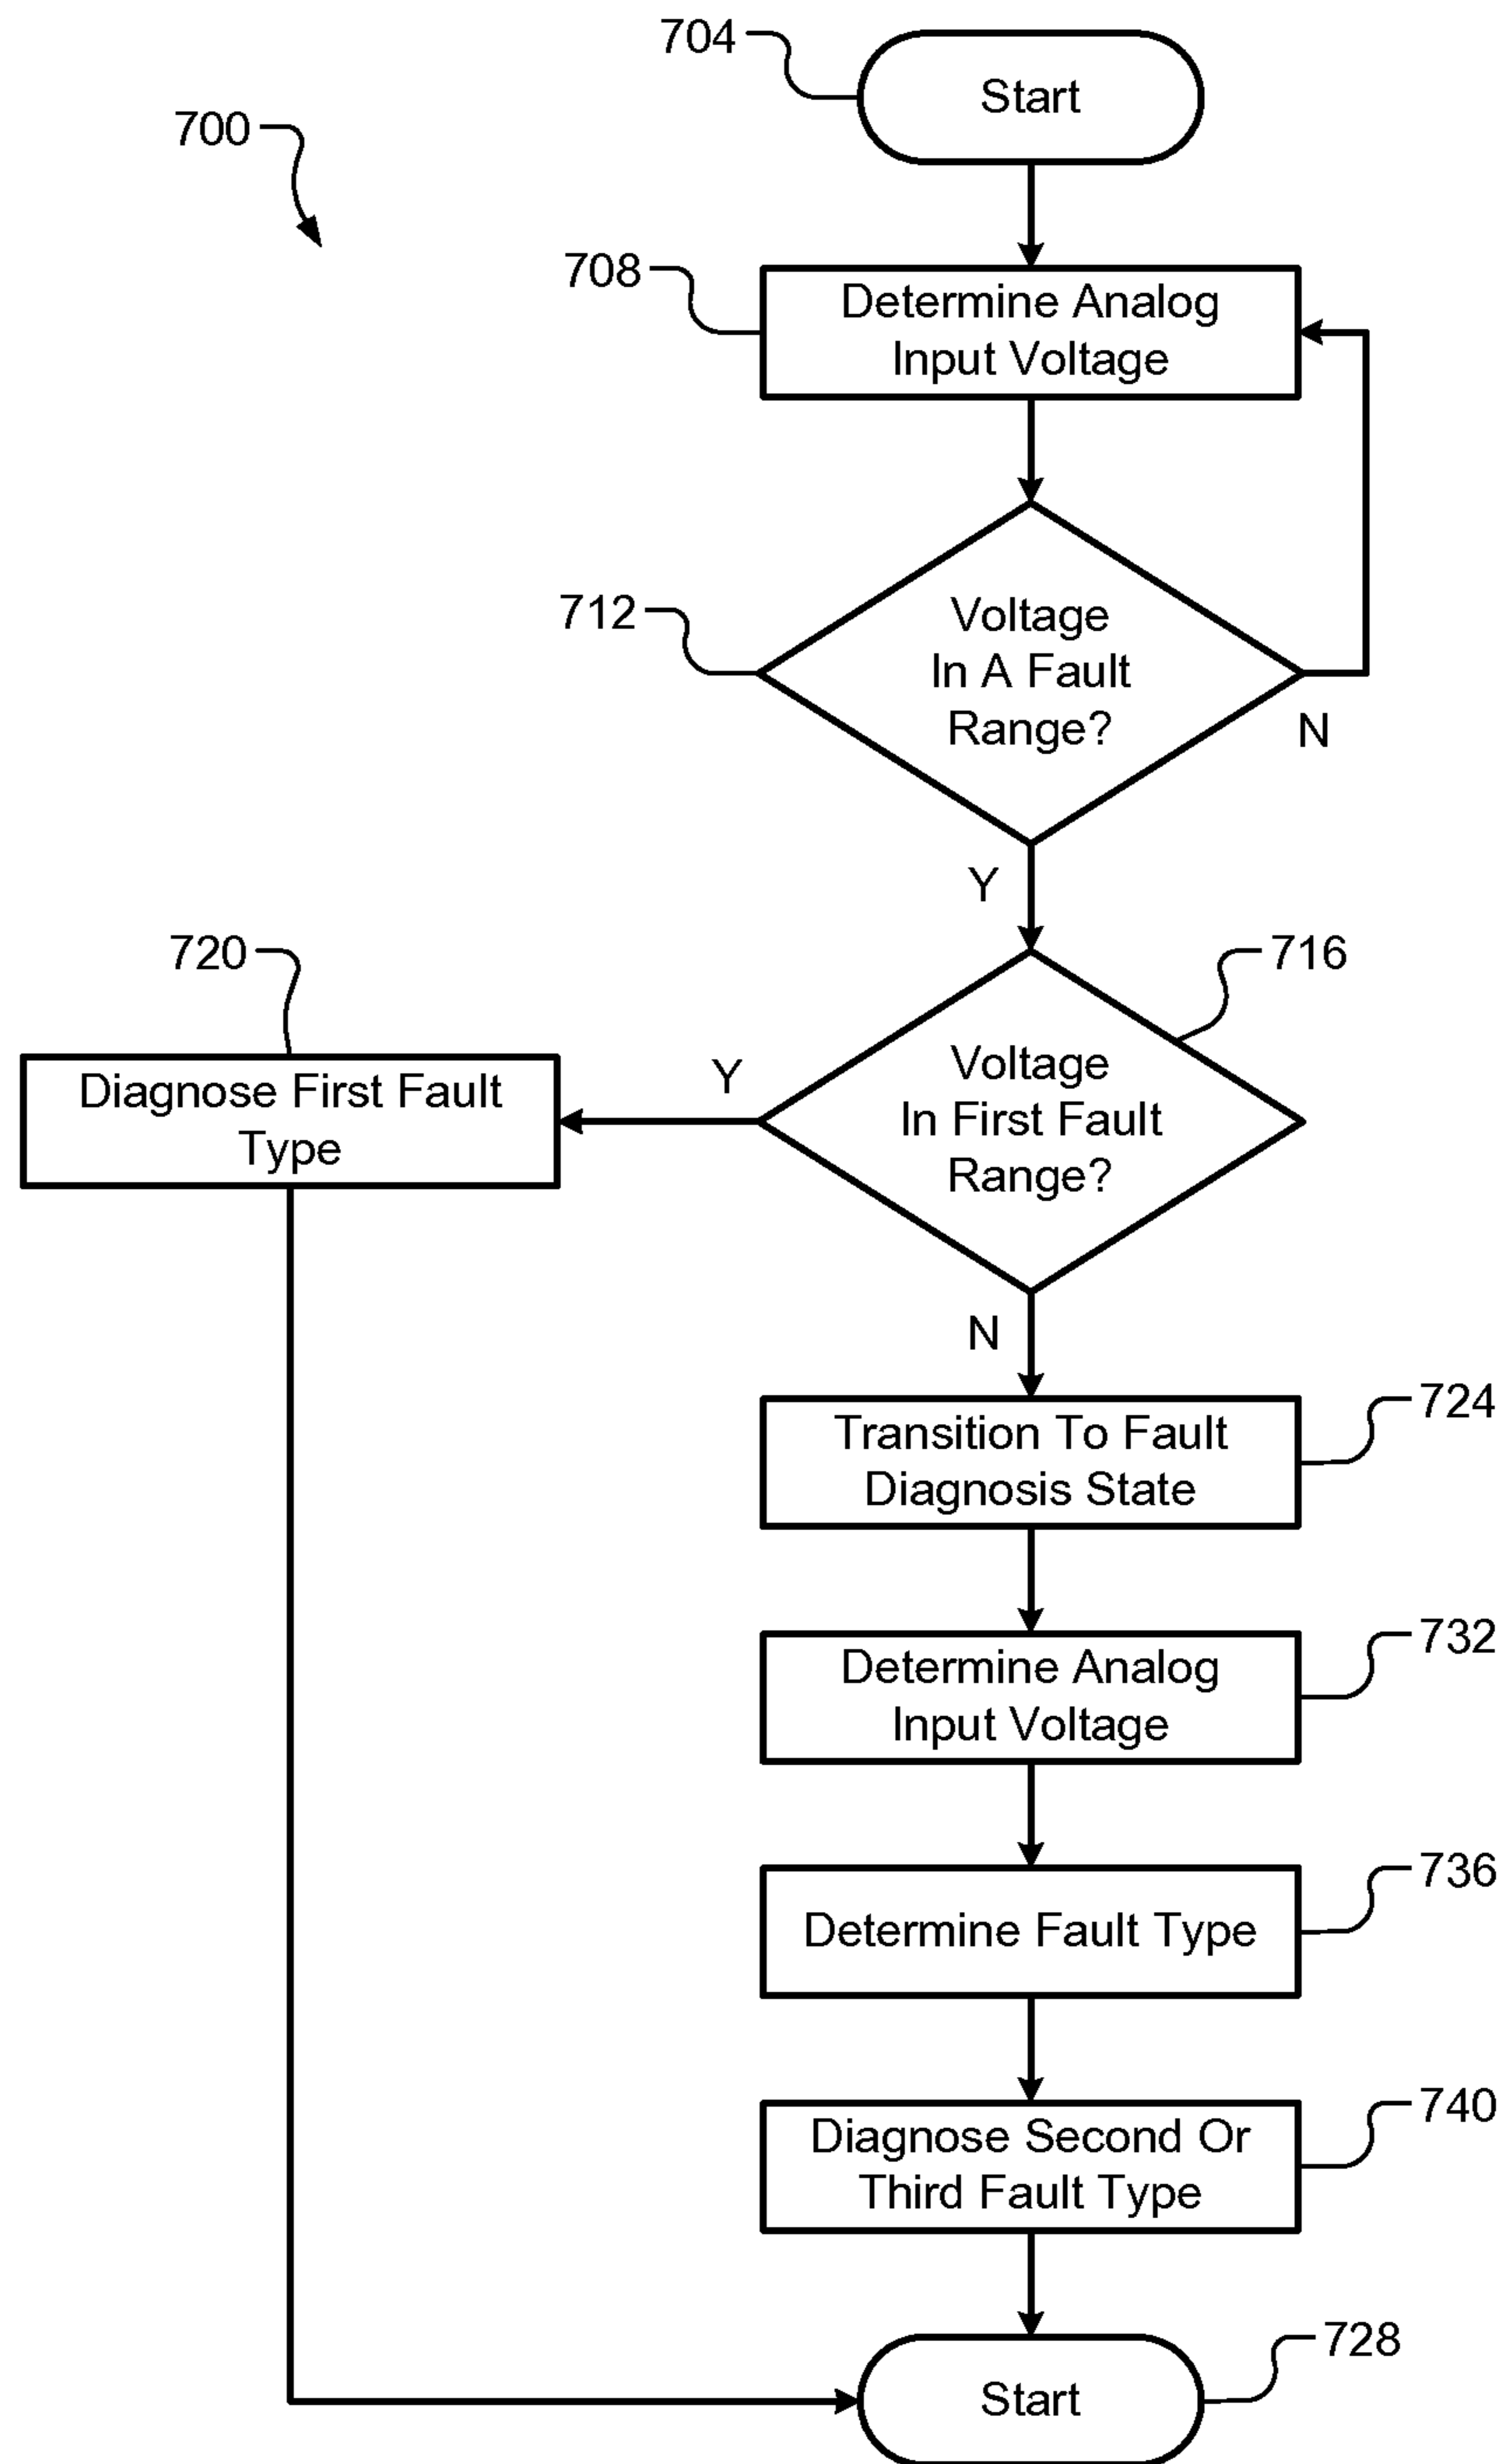 704
Start
700
708
Determine Analog
Input Voltage
712
Voltage
In A Fault
Range?
N
Y
720
716
Diagnose First Fault
Type
Y
Voltage
In First Fault
Range?
N
724
Transition To Fault
Diagnosis State
732
Determine Analog
Input Voltage
736
Determine Fault Type
740
Diagnose Second Or
Third Fault Type
728
Start